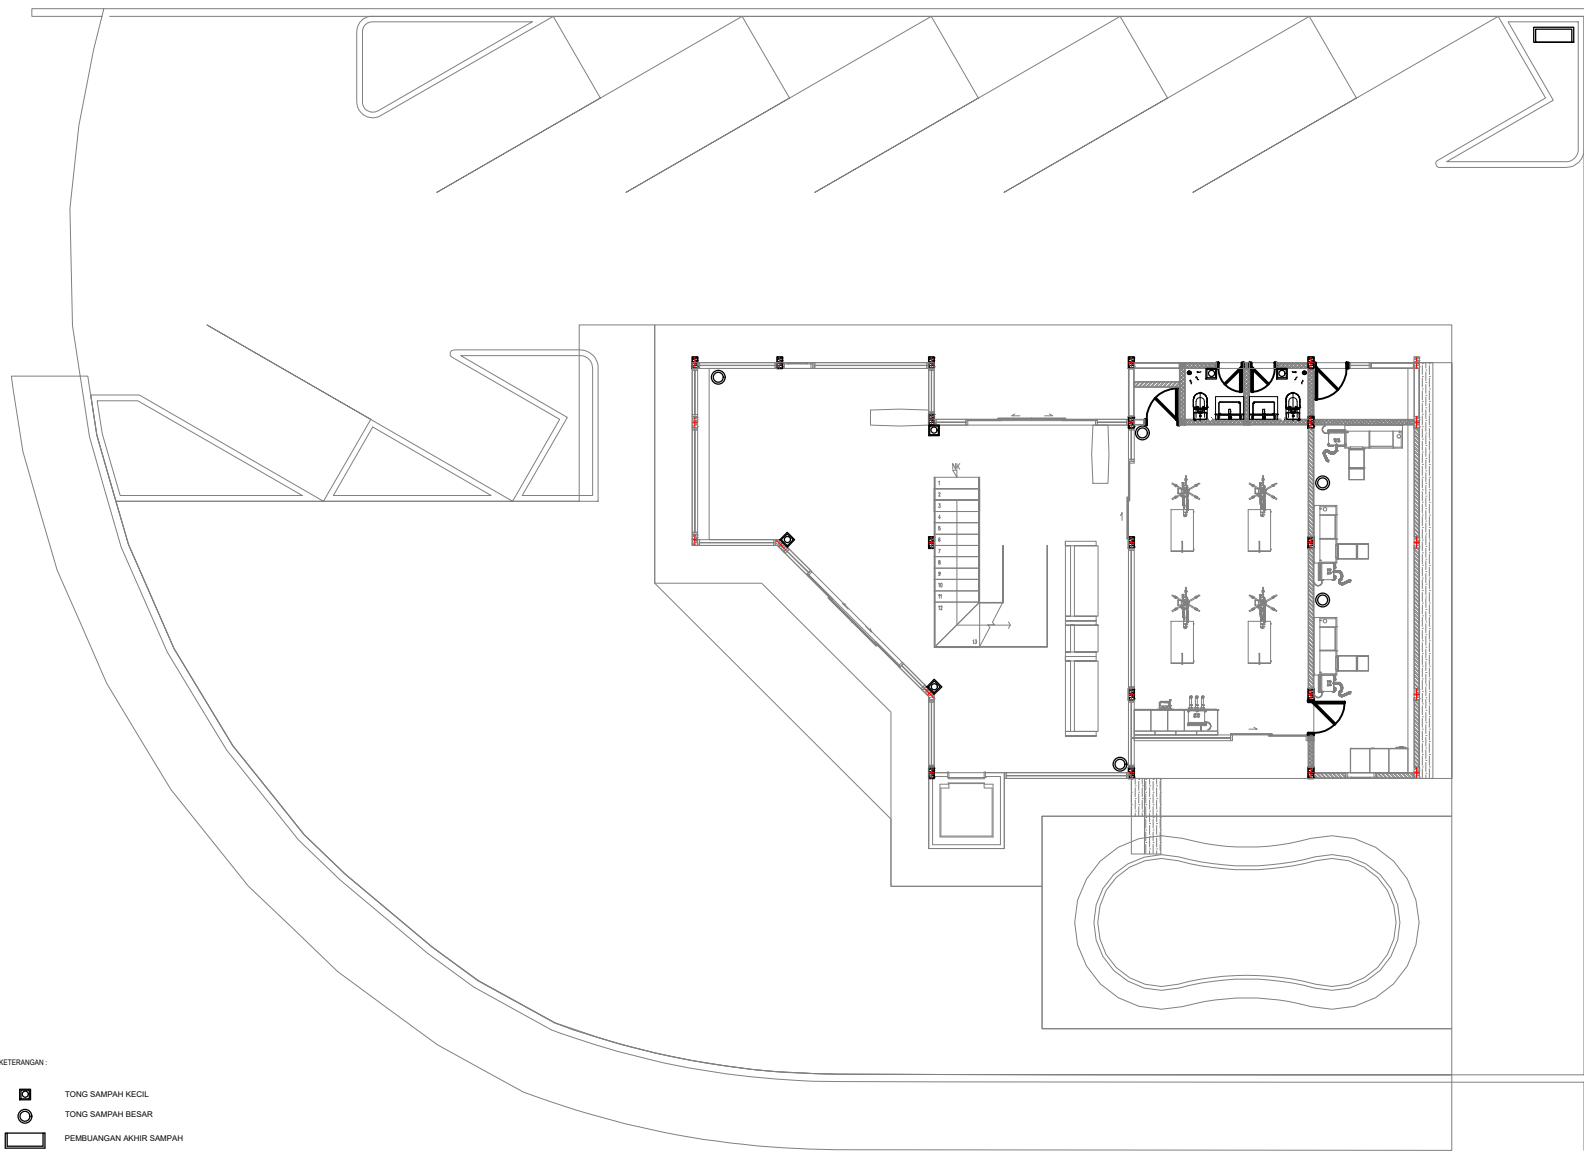 NK
1
2
3
4
5
6
7
8
9
10
11
12
13
KETERANGAN :
TONG SAMPAH KECIL
TONG SAMPAH BESAR
PEMBUANGAN AKHIR SAMPAH